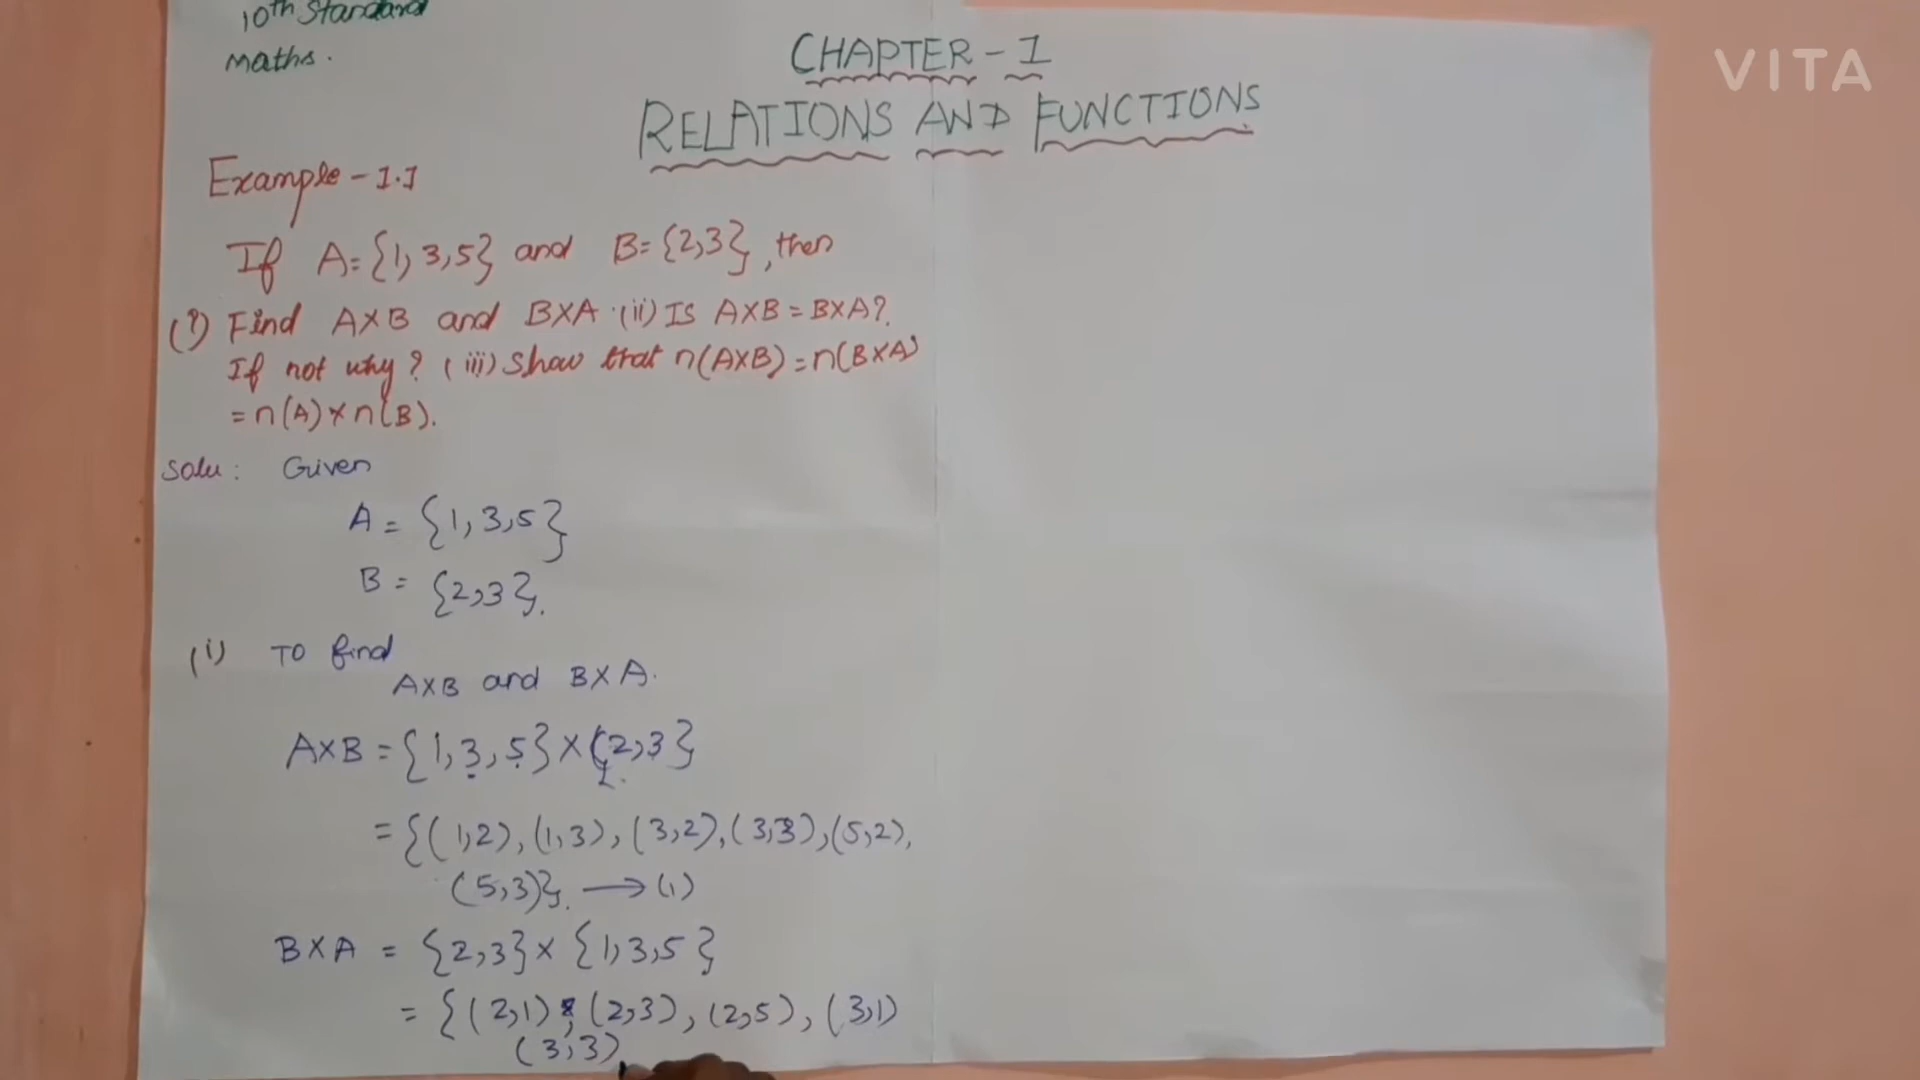 10th Standard
maths.
VITA
CHAPTER - 1
RELATIONS AND FUNCTIONS
Example - 1.1
If A = {1, 3, 5} and B = {2, 3}, then
(i) Find A×B and B×A. (ii) Is A×B = B×A?
If not why? (iii) Show that n(A×B) = n(B×A)
= n(A) × n(B).
Solu: Given
A = {1, 3, 5}
B = {2, 3}.
(i) To find
A×B and B×A.
A×B = {1, 3, 5} × {2, 3}
= {(1,2), (1,3), (3,2), (3,3), (5,2),
(5,3)}. → (1)
B×A = {2, 3} × {1, 3, 5}
= {(2,1), (2,3), (2,5), (3,1)
(3,3),